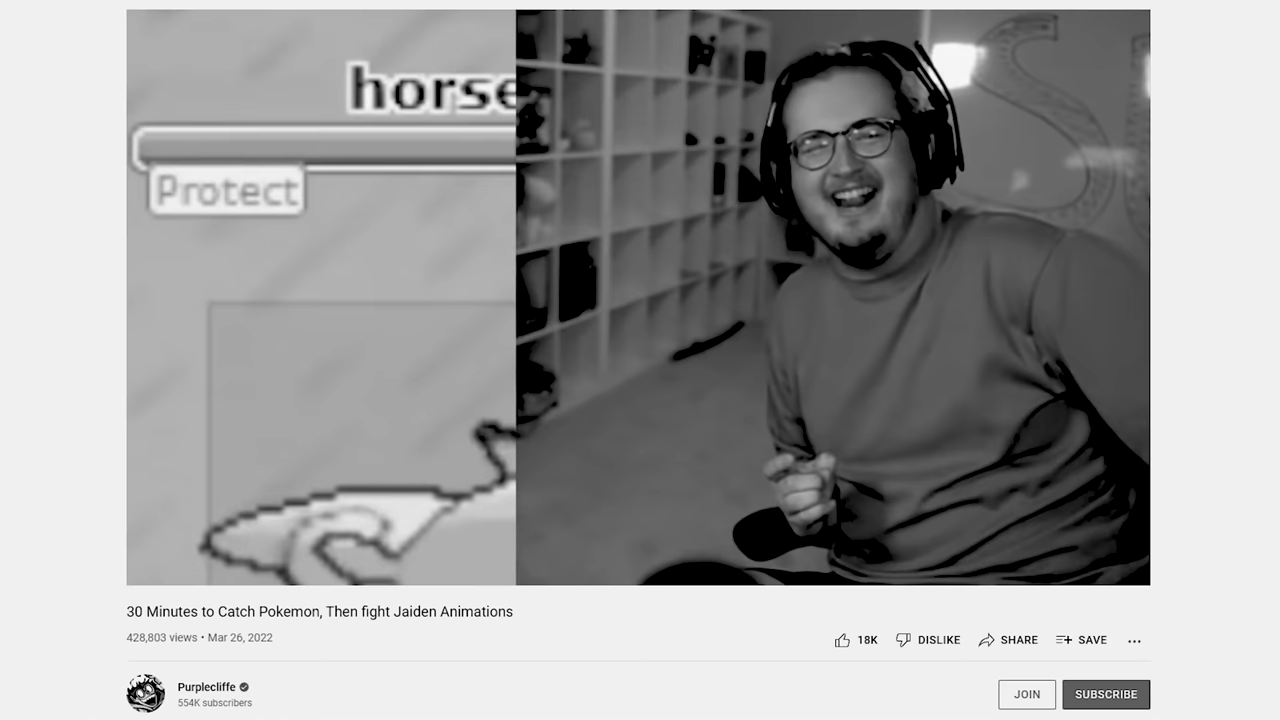 horse
Protect
30 Minutes to Catch Pokemon, Then fight Jaiden Animations
428,803 views • Mar 26, 2022
18K
DISLIKE
SHARE
SAVE
Purplecliffe
554K subscribers
JOIN
SUBSCRIBE